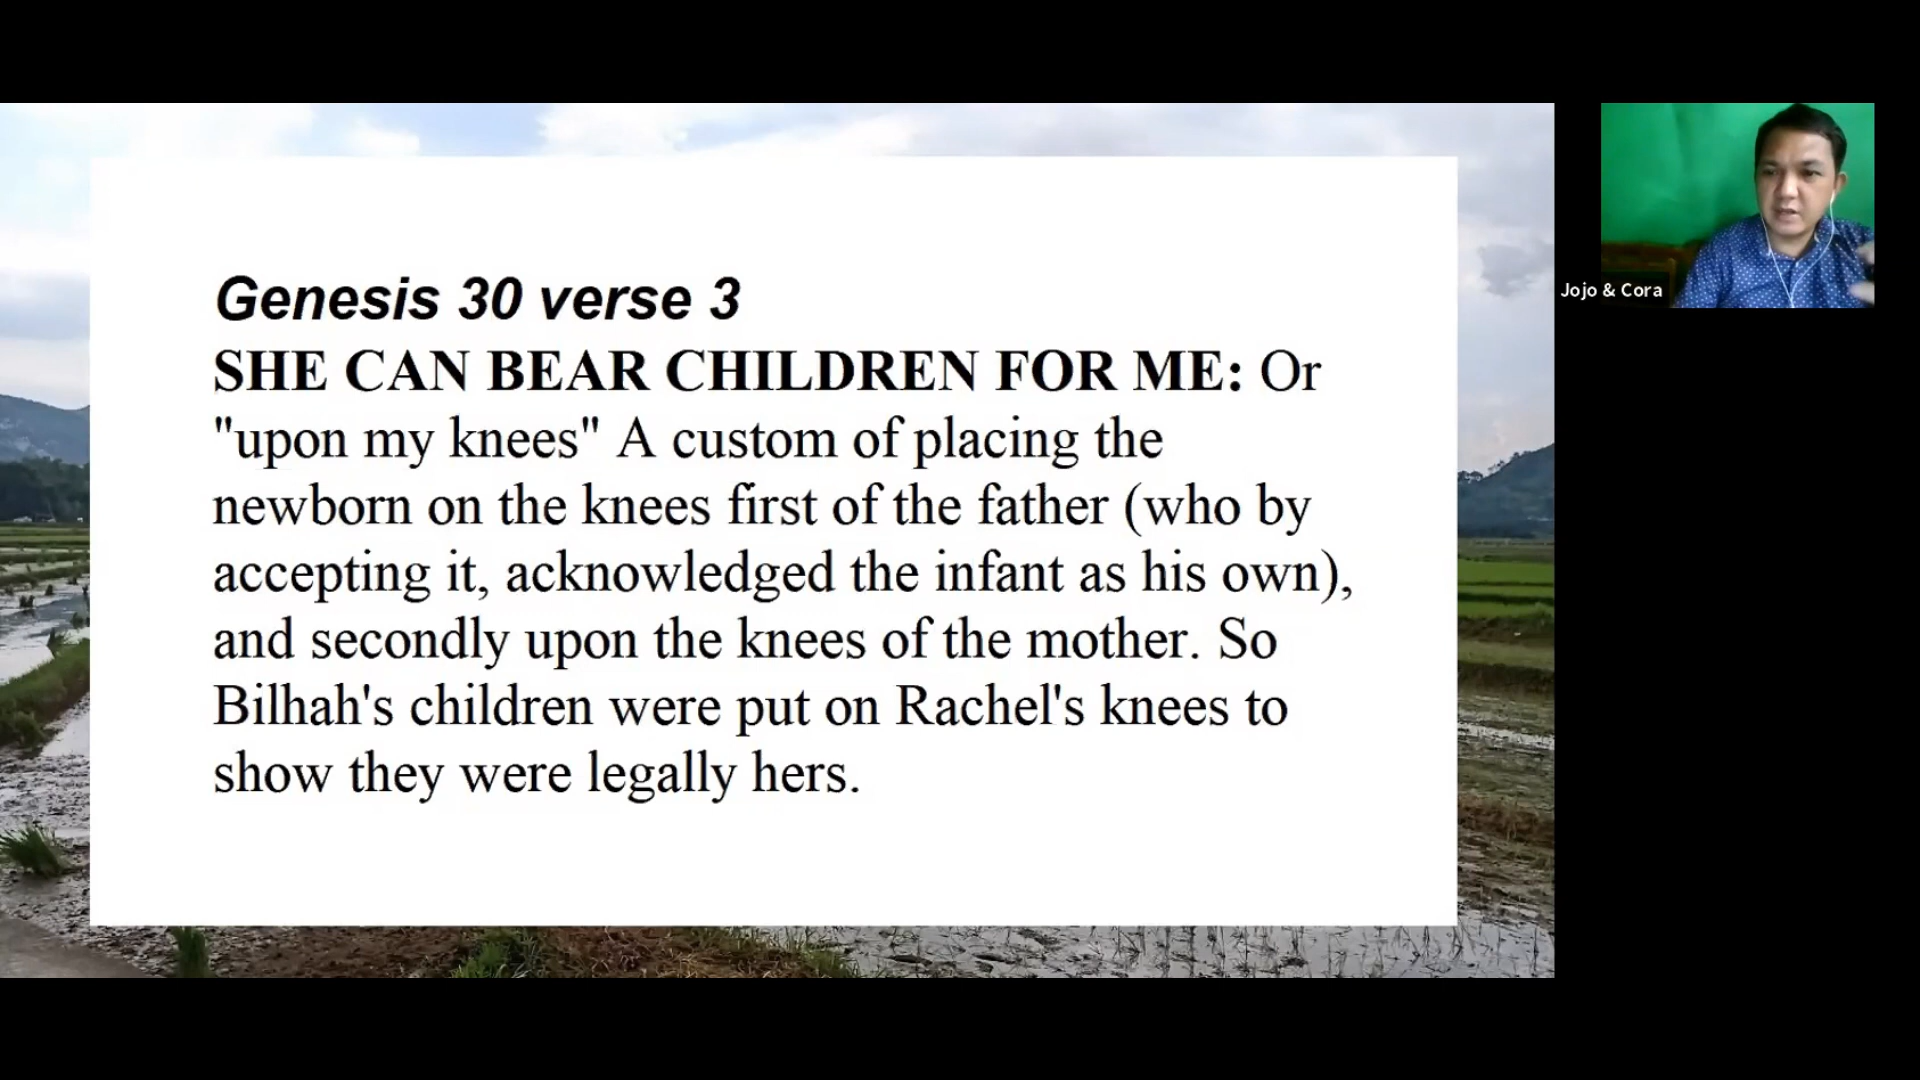 Genesis 30 verse 3
SHE CAN BEAR CHILDREN FOR ME: Or
"upon my knees" A custom of placing the
newborn on the knees first of the father (who by
accepting it, acknowledged the infant as his own),
and secondly upon the knees of the mother. So
Bilhah's children were put on Rachel's knees to
show they were legally hers.
Jojo & Cora